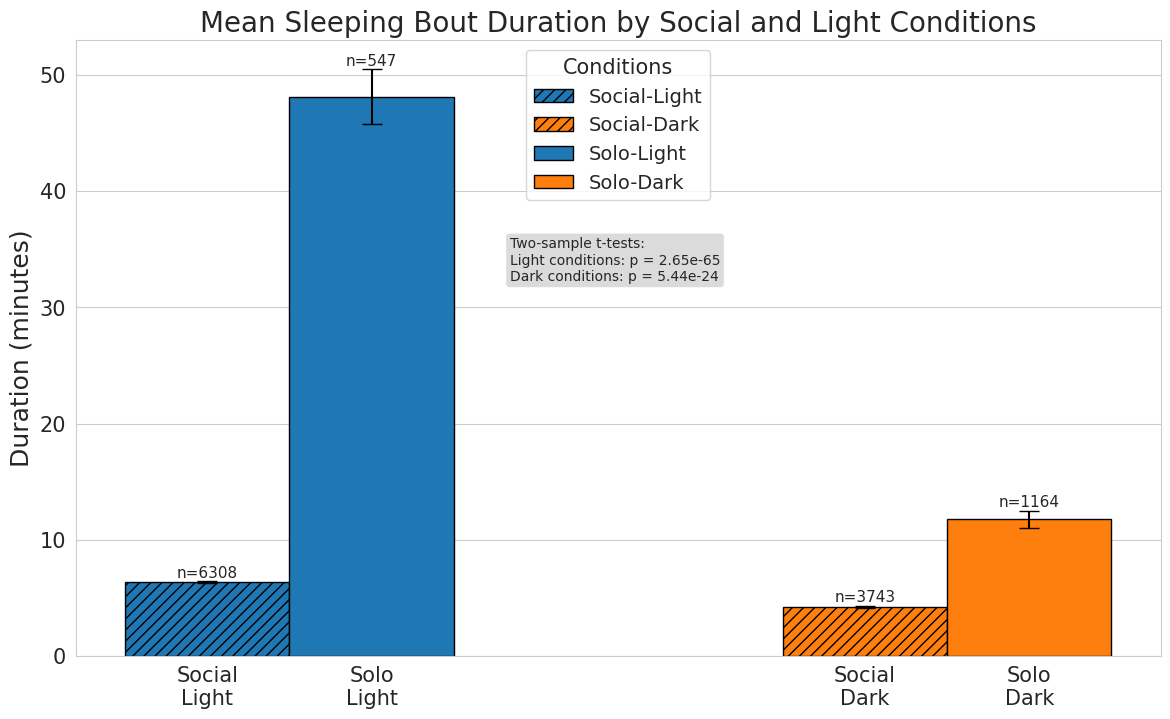 Mean Sleeping Bout Duration by Social and Light Conditions
Duration (minutes)
50
40
30
20
10
0
n=547
n=6308
n=3743
n=1164
Conditions
Social-Light
Social-Dark
Solo-Light
Solo-Dark
Two-sample t-tests:
Light conditions: p = 2.65e-65
Dark conditions: p = 5.44e-24
Social
Light
Solo
Light
Social
Dark
Solo
Dark